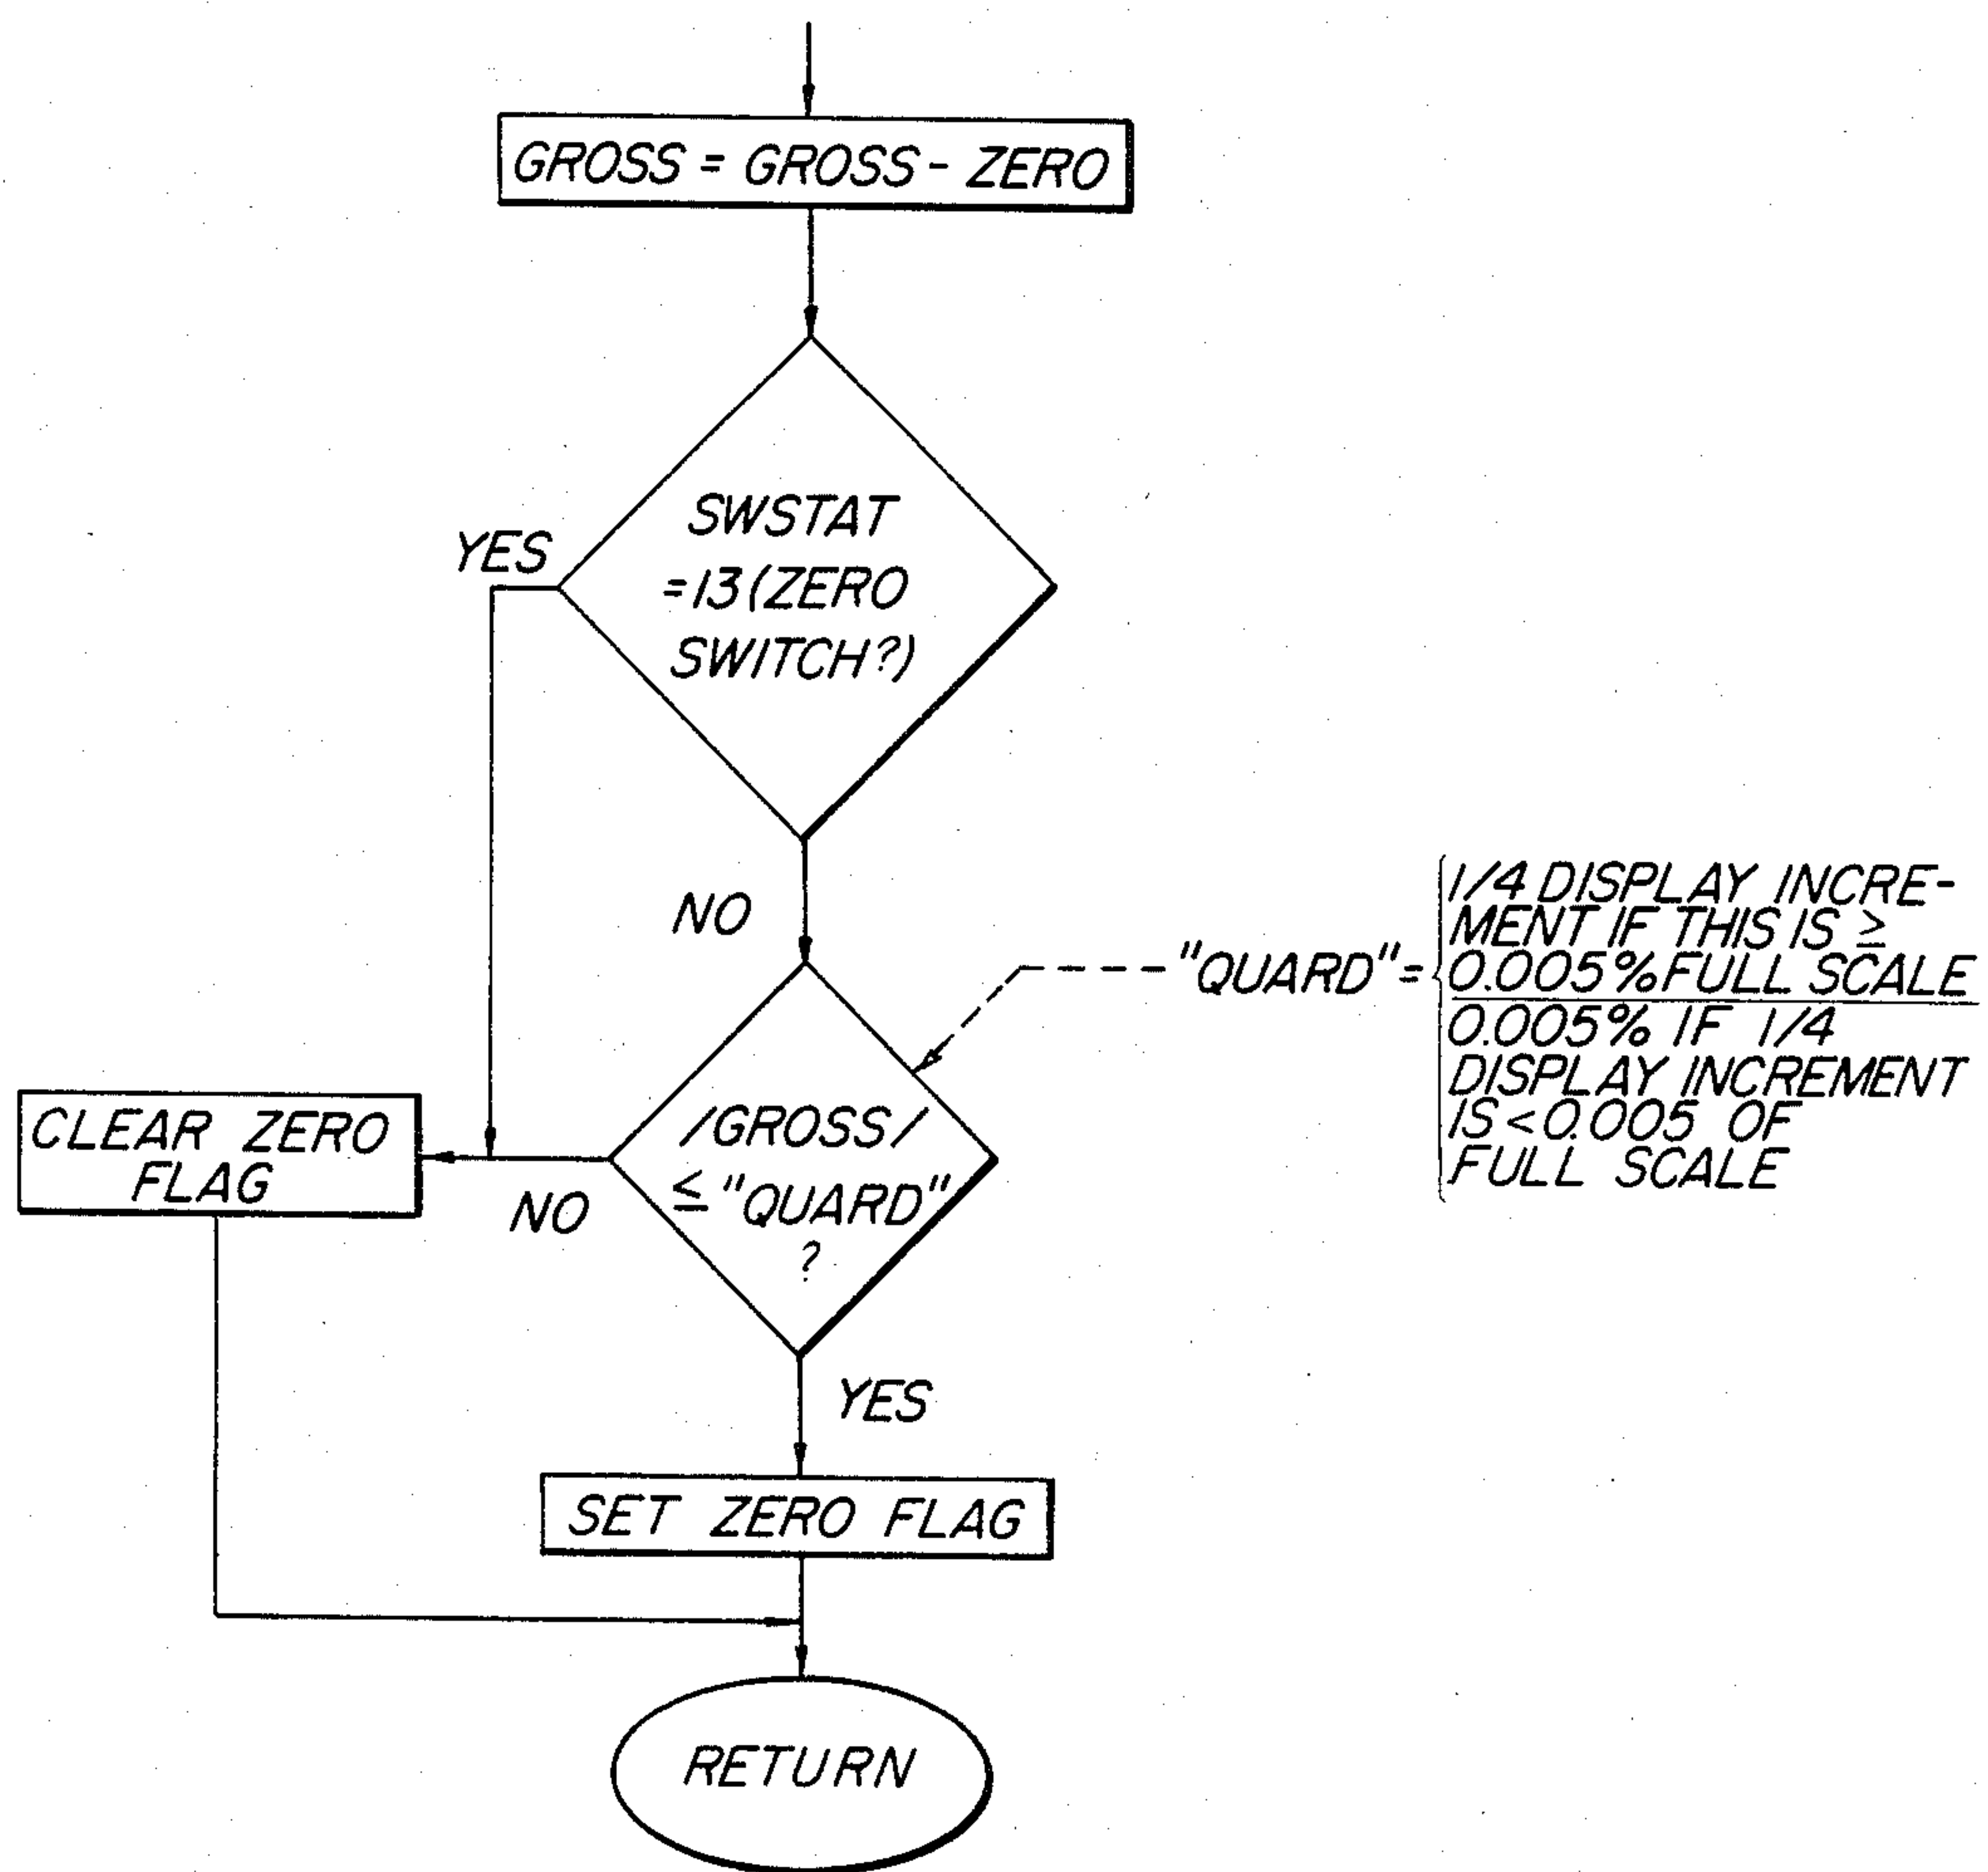 GROSS = GROSS - ZERO
SWSTAT
=13 (ZERO
SWITCH?)
YES
NO
"QUARD"=
1/4 DISPLAY INCRE-
MENT IF THIS IS ≥
0.005% FULL SCALE
0.005% IF 1/4
DISPLAY INCREMENT
IS < 0.005 OF
FULL SCALE
/GROSS/
≤ "QUARD"
?
NO
CLEAR ZERO
FLAG
YES
SET ZERO FLAG
RETURN